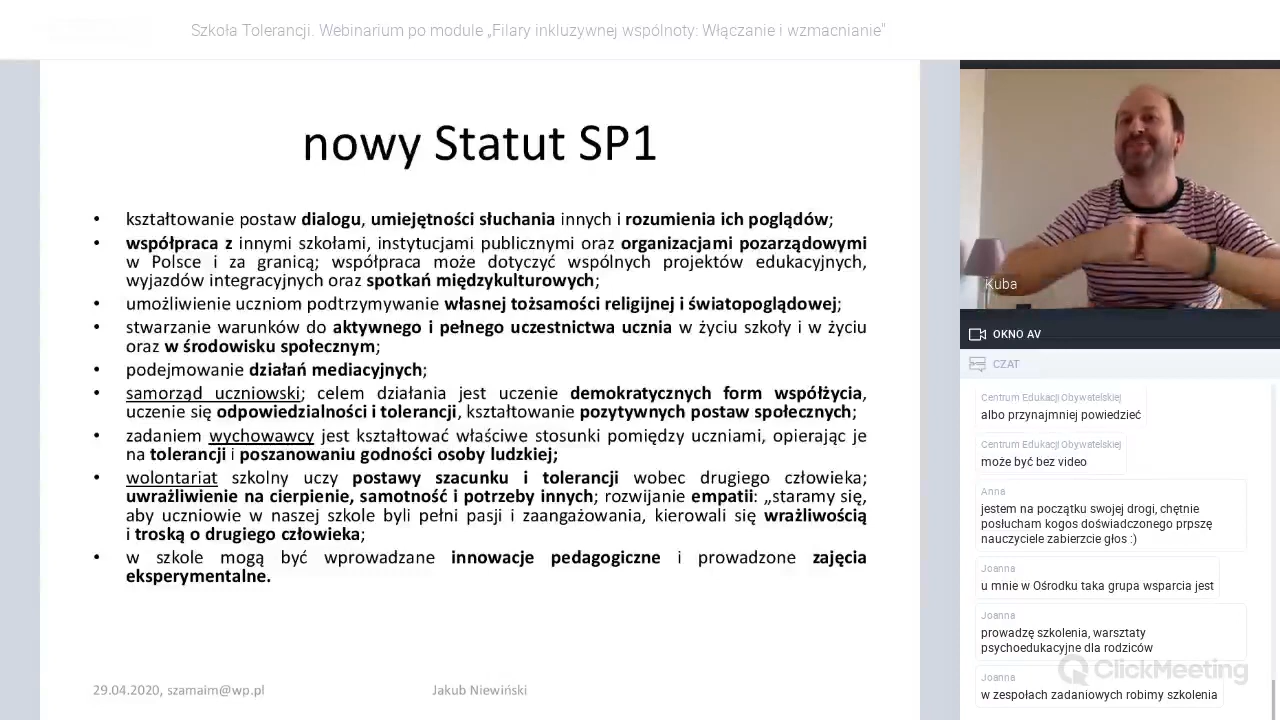 Szkoła Tolerancji. Webinarium po module „Filary inkluzywnej wspólnoty: Włączanie i wzmacnianie"
nowy Statut SP1
• kształtowanie postaw dialogu, umiejętności słuchania innych i rozumienia ich poglądów;
• współpraca z innymi szkołami, instytucjami publicznymi oraz organizacjami pozarządowymi
w Polsce i za granicą; współpraca może dotyczyć wspólnych projektów edukacyjnych,
wyjazdów integracyjnych oraz spotkań międzykulturowych;
• umożliwienie uczniom podtrzymywanie własnej tożsamości religijnej i światopoglądowej;
• stwarzanie warunków do aktywnego i pełnego uczestnictwa ucznia w życiu szkoły i w życiu
oraz w środowisku społecznym;
• podejmowanie działań mediacyjnych;
• samorząd uczniowski; celem działania jest uczenie demokratycznych form współżycia,
uczenie się odpowiedzialności i tolerancji, kształtowanie pozytywnych postaw społecznych;
• zadaniem wychowawcy jest kształtować właściwe stosunki pomiędzy uczniami, opierając je
na tolerancji i poszanowaniu godności osoby ludzkiej;
• wolontariat szkolny uczy postawy szacunku i tolerancji wobec drugiego człowieka;
uwrażliwienie na cierpienie, samotność i potrzeby innych; rozwijanie empatii: „staramy się,
aby uczniowie w naszej szkole byli pełni pasji i zaangażowania, kierowali się wrażliwością
i troską o drugiego człowieka;
• w szkole mogą być wprowadzane innowacje pedagogiczne i prowadzone zajęcia
eksperymentalne.
29.04.2020, szamaim@wp.pl
Jakub Niewiński
Kuba
OKNO AV
CZAT
Centrum Edukacji Obywatelskiej
albo przynajmniej powiedzieć
Centrum Edukacji Obywatelskiej
może być bez video
Anna
jestem na początku swojej drogi, chętnie
posłucham kogos doświadczonego prpszę
nauczyciele zabierzcie głos :)
Joanna
u mnie w Ośrodku taka grupa wsparcia jest
Joanna
prowadzę szkolenia, warsztaty
psychoedukacyjne dla rodziców
Joanna
w zespołach zadaniowych robimy szkolenia
ClickMeeting